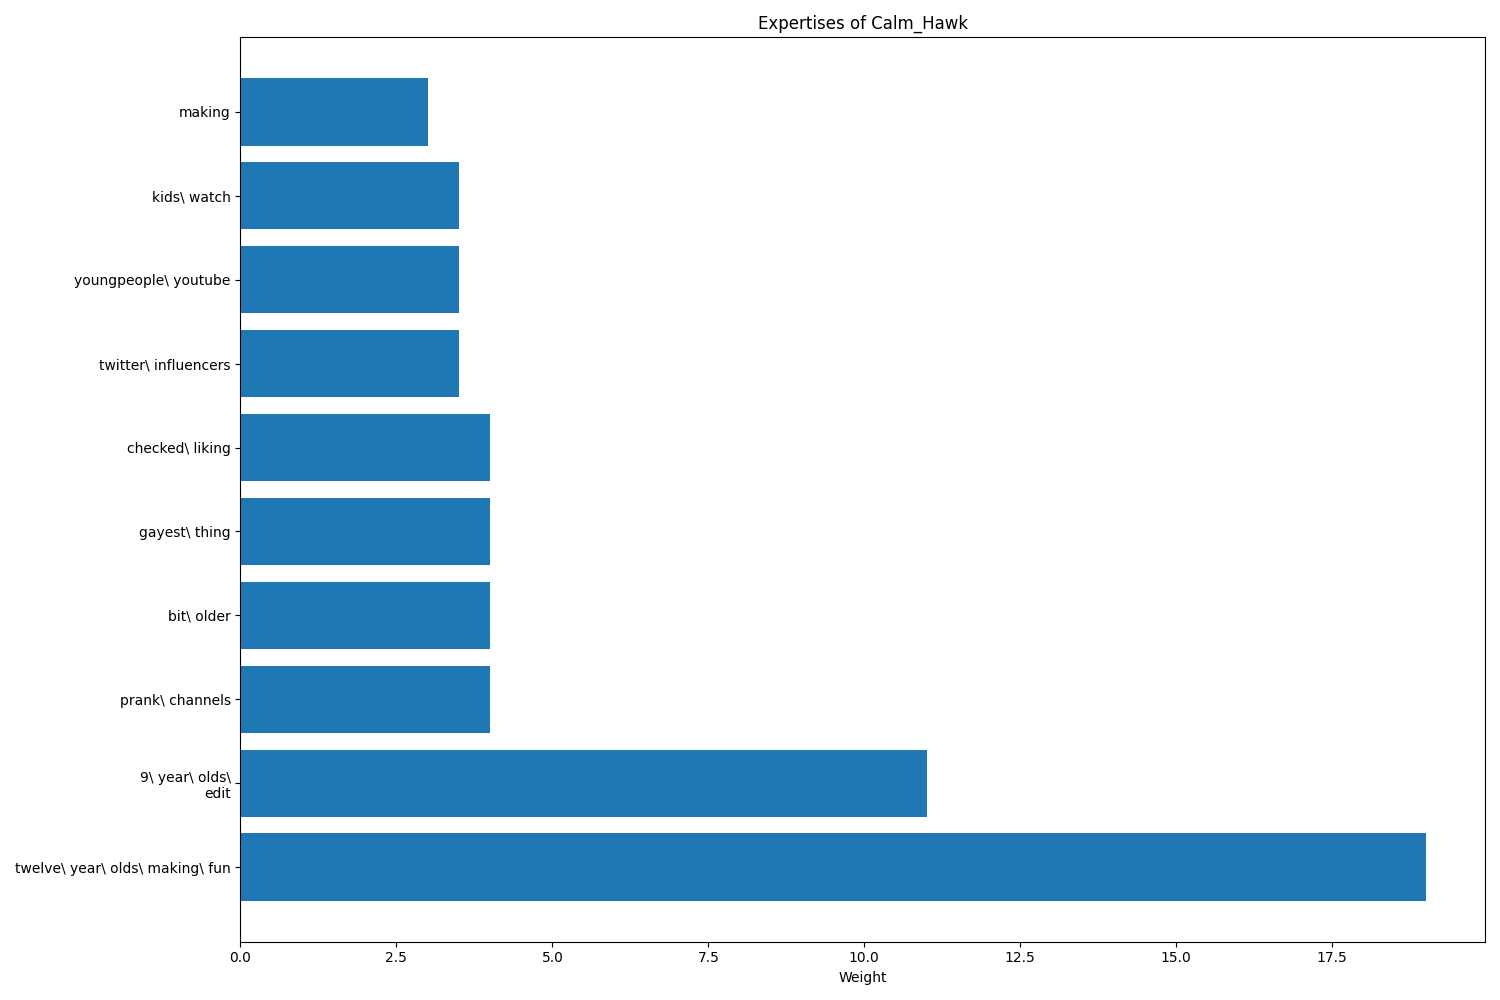 Expertises of Calm_Hawk
making
kids\ watch
youngpeople\ youtube
twitter\ influencers
checked\ liking
gayest\ thing
bit\ older
prank\ channels
9\ year\ olds\
edit
twelve\ year\ olds\ making\ fun
0.0 2.5 5.0 7.5 10.0 12.5 15.0 17.5
Weight